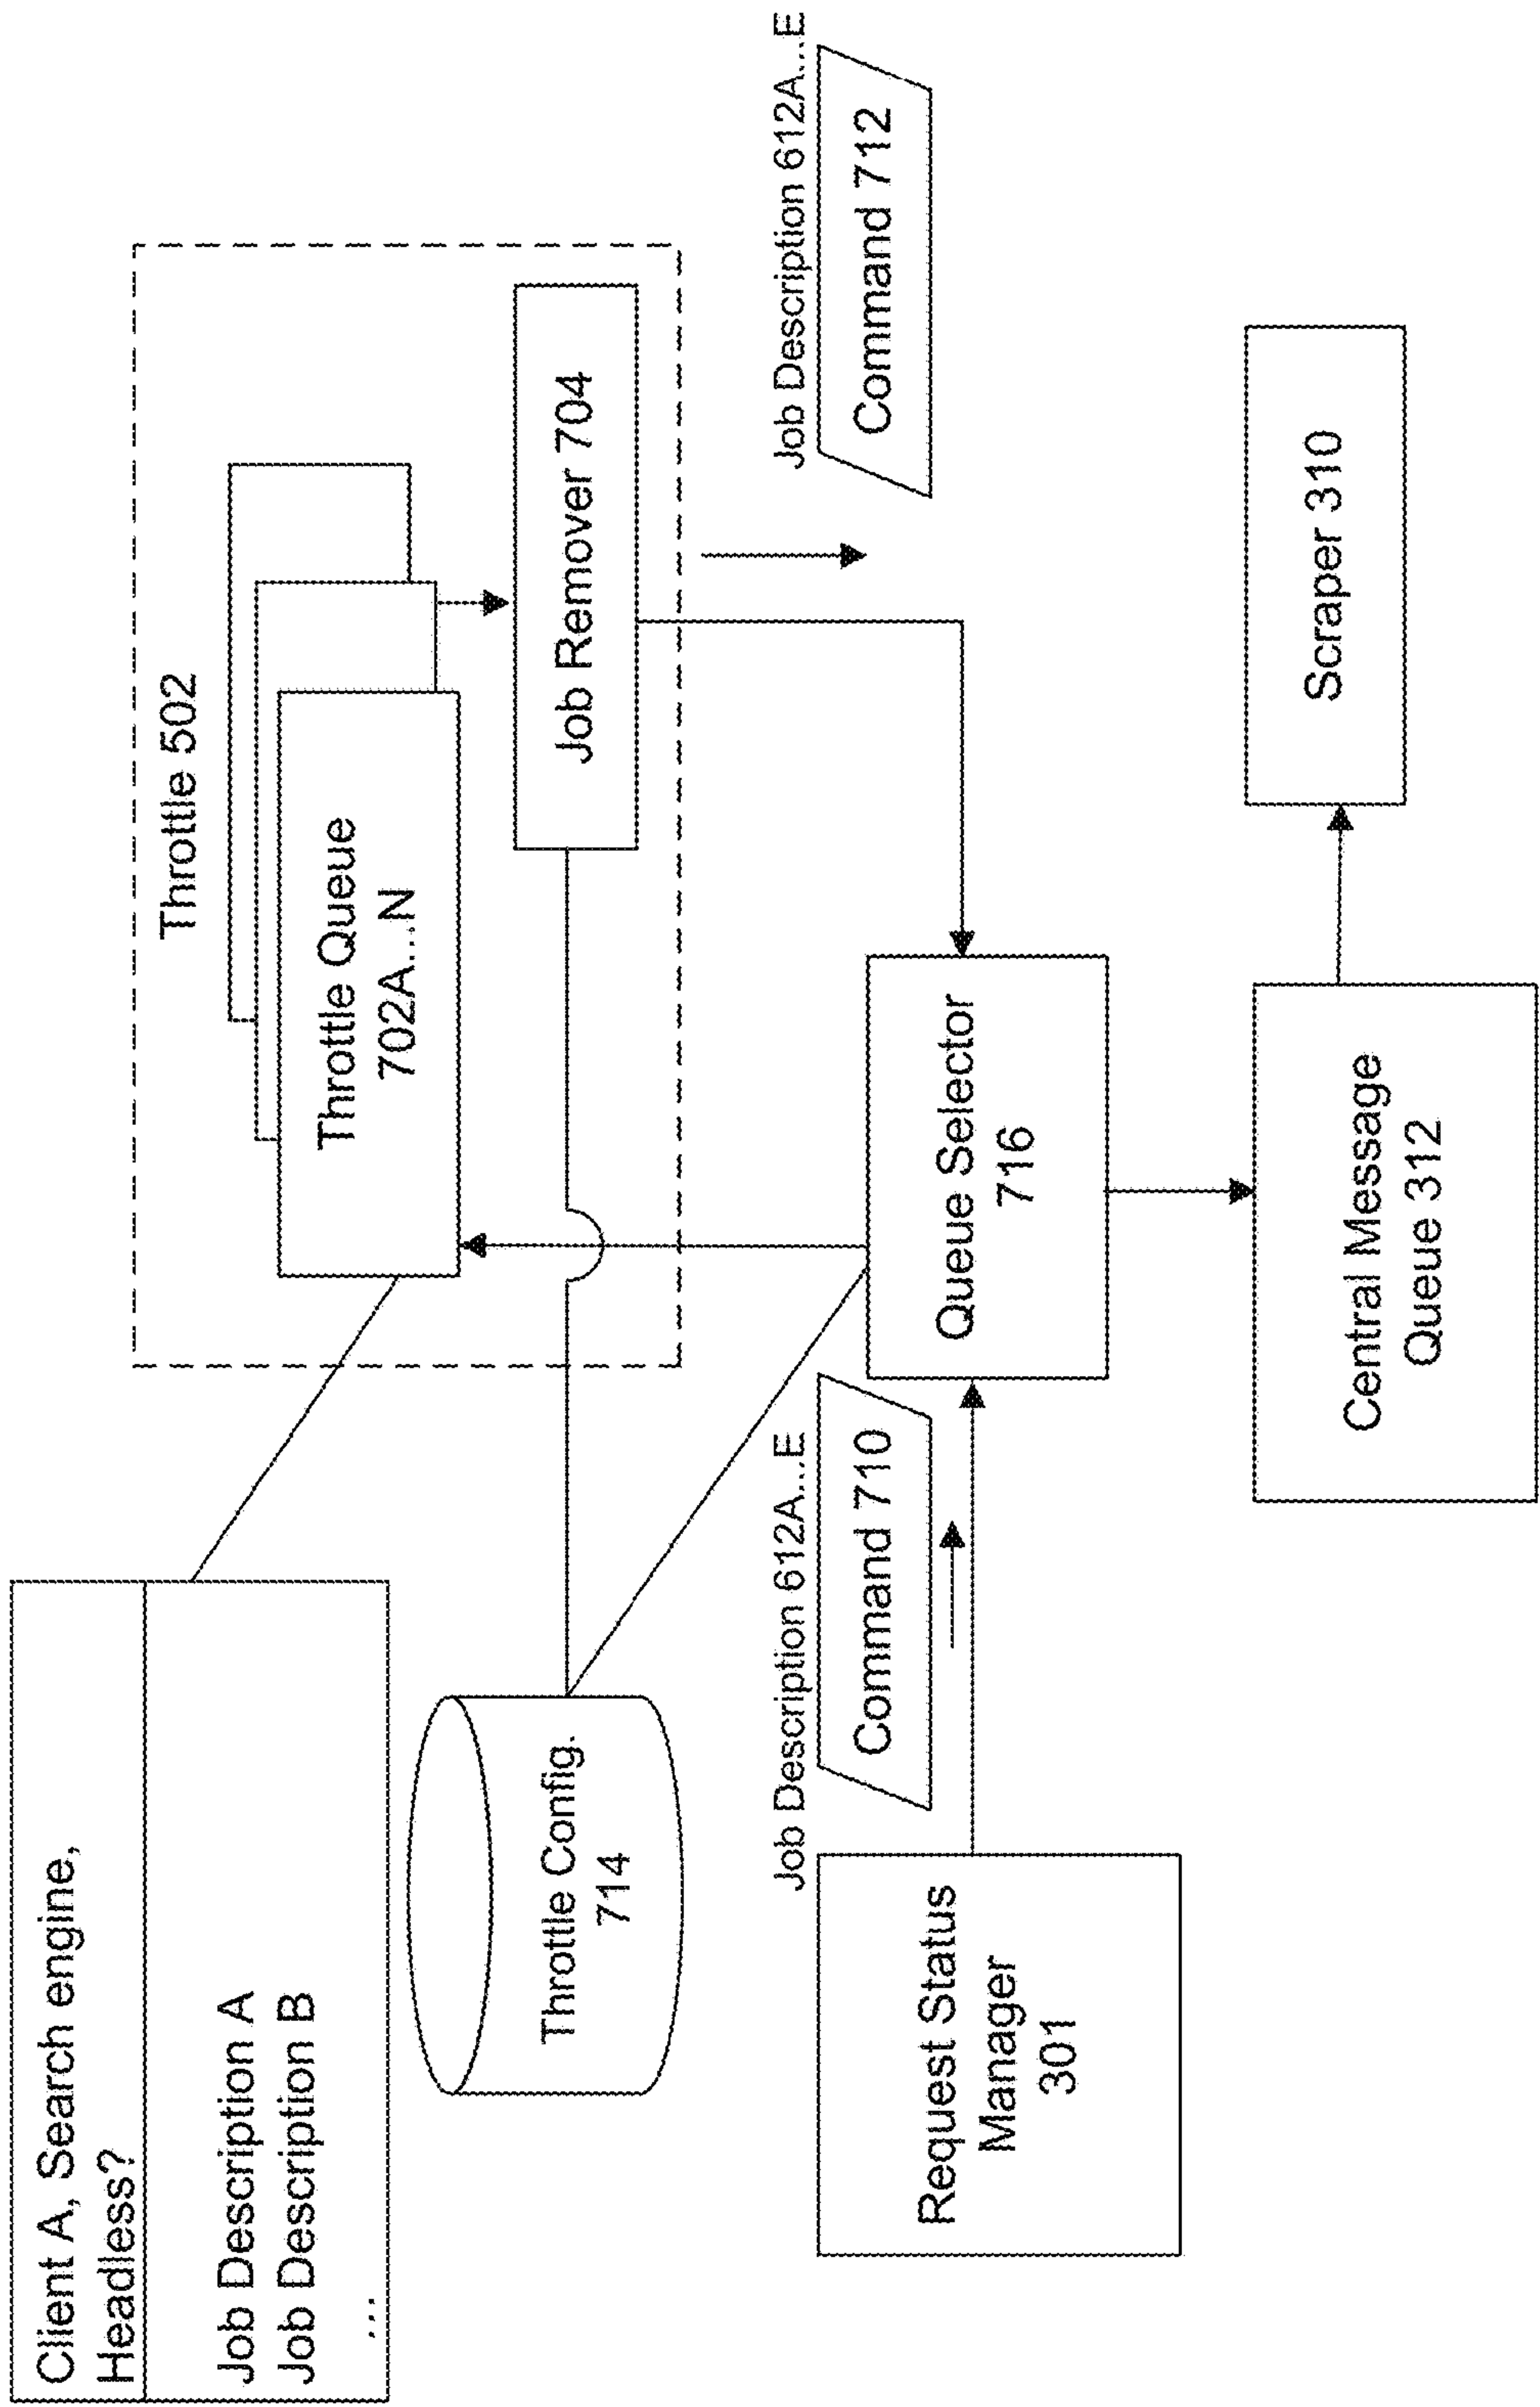 Client A, Search engine,
Headless?
Job Description A
Job Description B
...
Throttle 502
Throttle Queue
702A...N
Job Remover 704
Throttle Config.
714
Job Description 612A...E
Command 710
Job Description 612A...E
Command 712
Request Status
Manager
301
Queue Selector
716
Central Message
Queue 312
Scraper 310